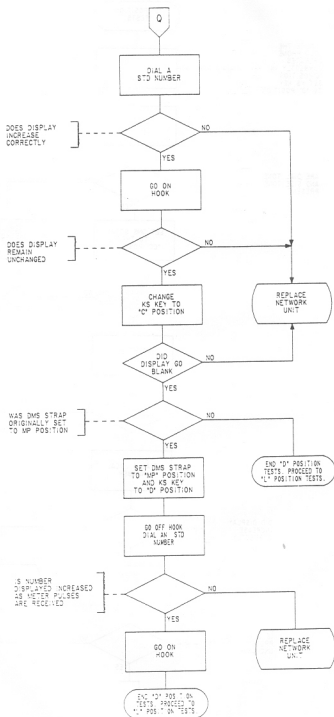 Q
DIAL A
STD NUMBER
DOES DISPLAY
INCREASE
CORRECTLY
NO
YES
GO ON
HOOK
DOES DISPLAY
REMAIN
UNCHANGED
NO
YES
CHANGE
KS KEY TO
"C" POSITION
REPLACE
NETWORK
UNIT
DID
DISPLAY GO
BLANK
NO
YES
WAS DMS STRAP
ORIGINALLY SET
TO MP POSITION
NO
YES
SET DMS STRAP
TO "MP" POSITION
AND KS KEY
TO "D" POSITION
END "D" POSITION
TESTS. PROCEED TO
"L" POSITION TESTS.
GO OFF HOOK
DIAL AN STD
NUMBER
IS NUMBER
DISPLAYED INCREASED
AS METER PULSES
ARE RECEIVED
NO
YES
GO ON
HOOK
REPLACE
NETWORK
UNIT
END "D" POSITION
TESTS. PROCEED TO
"L" POSITION TESTS